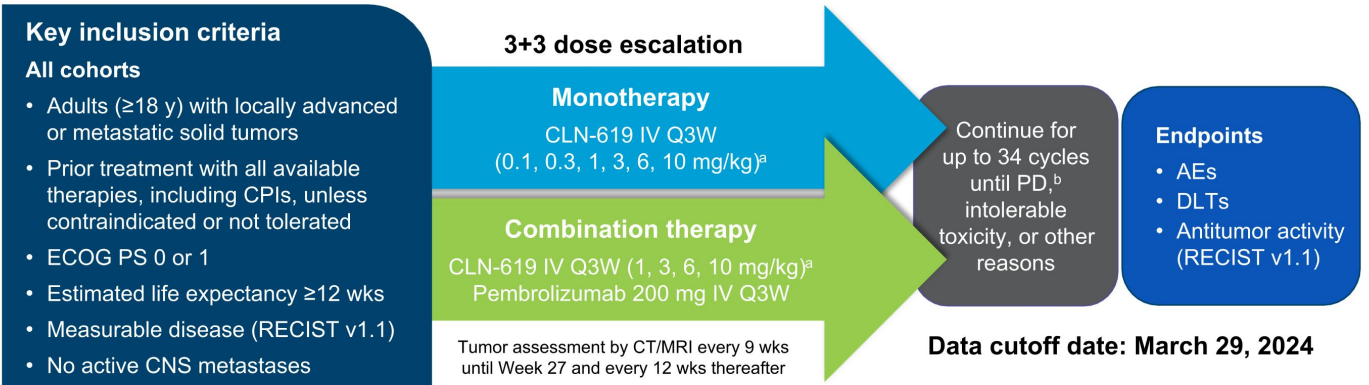 Key inclusion criteria
All cohorts
• Adults (≥18 y) with locally advanced
or metastatic solid tumors
• Prior treatment with all available
therapies, including CPIs, unless
contraindicated or not tolerated
• ECOG PS 0 or 1
• Estimated life expectancy ≥12 wks
• Measurable disease (RECIST v1.1)
• No active CNS metastases
3+3 dose escalation
Monotherapy
CLN-619 IV Q3W
(0.1, 0.3, 1, 3, 6, 10 mg/kg)ᵃ
Combination therapy
CLN-619 IV Q3W (1, 3, 6, 10 mg/kg)ᵃ
Pembrolizumab 200 mg IV Q3W
Tumor assessment by CT/MRI every 9 wks
until Week 27 and every 12 wks thereafter
Continue for
up to 34 cycles
until PD,ᵇ
intolerable
toxicity, or other
reasons
Endpoints
• AEs
• DLTs
• Antitumor activity
(RECIST v1.1)
Data cutoff date: March 29, 2024